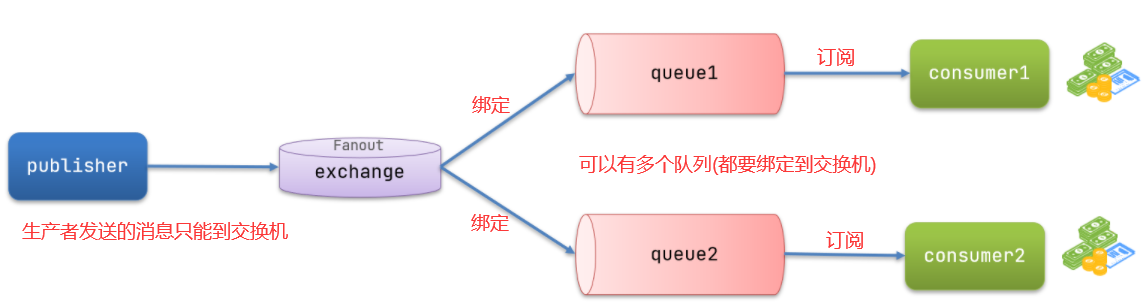 queue1
订阅
consumer1
绑定
Fanout
exchange
publisher
可以有多个队列(都要绑定到交换机)
生产者发送的消息只能到交换机
绑定
queue2
订阅
consumer2